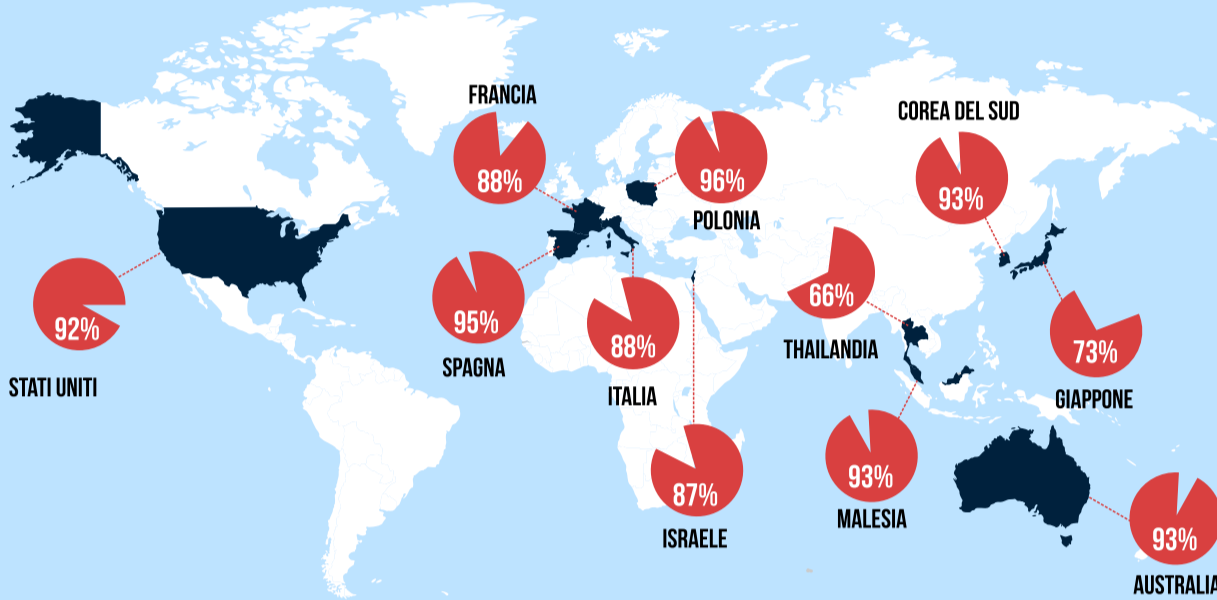 FRANCIA
88%
96%
POLONIA
COREA DEL SUD
93%
92%
STATI UNITI
95%
SPAGNA
88%
ITALIA
66%
THAILANDIA
73%
GIAPPONE
87%
ISRAELE
93%
MALESIA
93%
AUSTRALIA